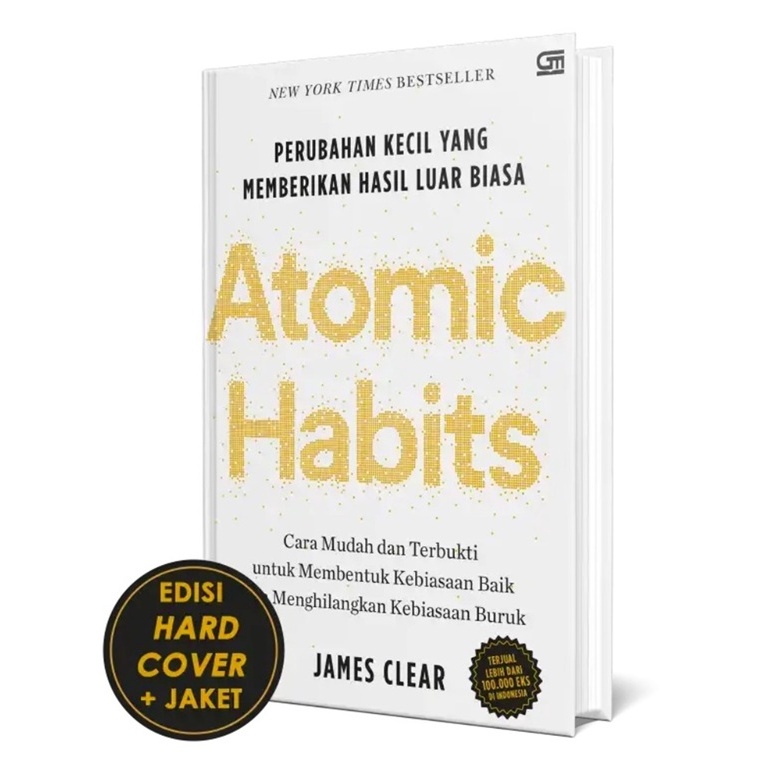 NEW YORK TIMES BESTSELLER
PERUBAHAN KECIL YANG
MEMBERIKAN HASIL LUAR BIASA
Atomic
Habits
Cara Mudah dan Terbukti
untuk Membentuk Kebiasaan Baik
Menghilangkan Kebiasaan Buruk
JAMES CLEAR
EDISI
HARD
COVER
+ JAKET
TERJUAL
LEBIH DARI
100.000 EKS
DI INDONESIA